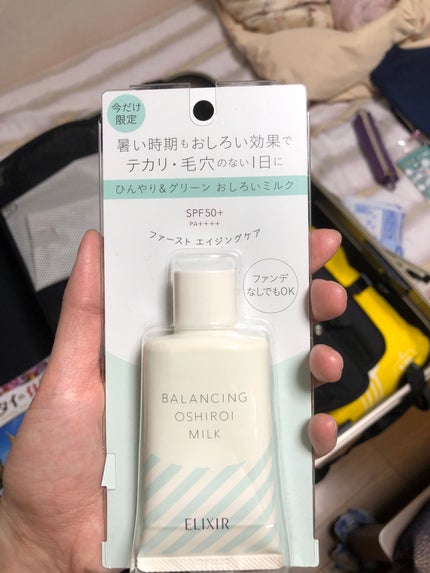 今だけ
限定
暑い時期もおしろい効果で
テカリ・毛穴のない1日に
ひんやり&グリーン おしろいミルク
SPF50+
PA++++
ファースト エイジングケア
ファンデ
なしでもOK
BALANCING
OSHIROI
MILK
ELIXIR